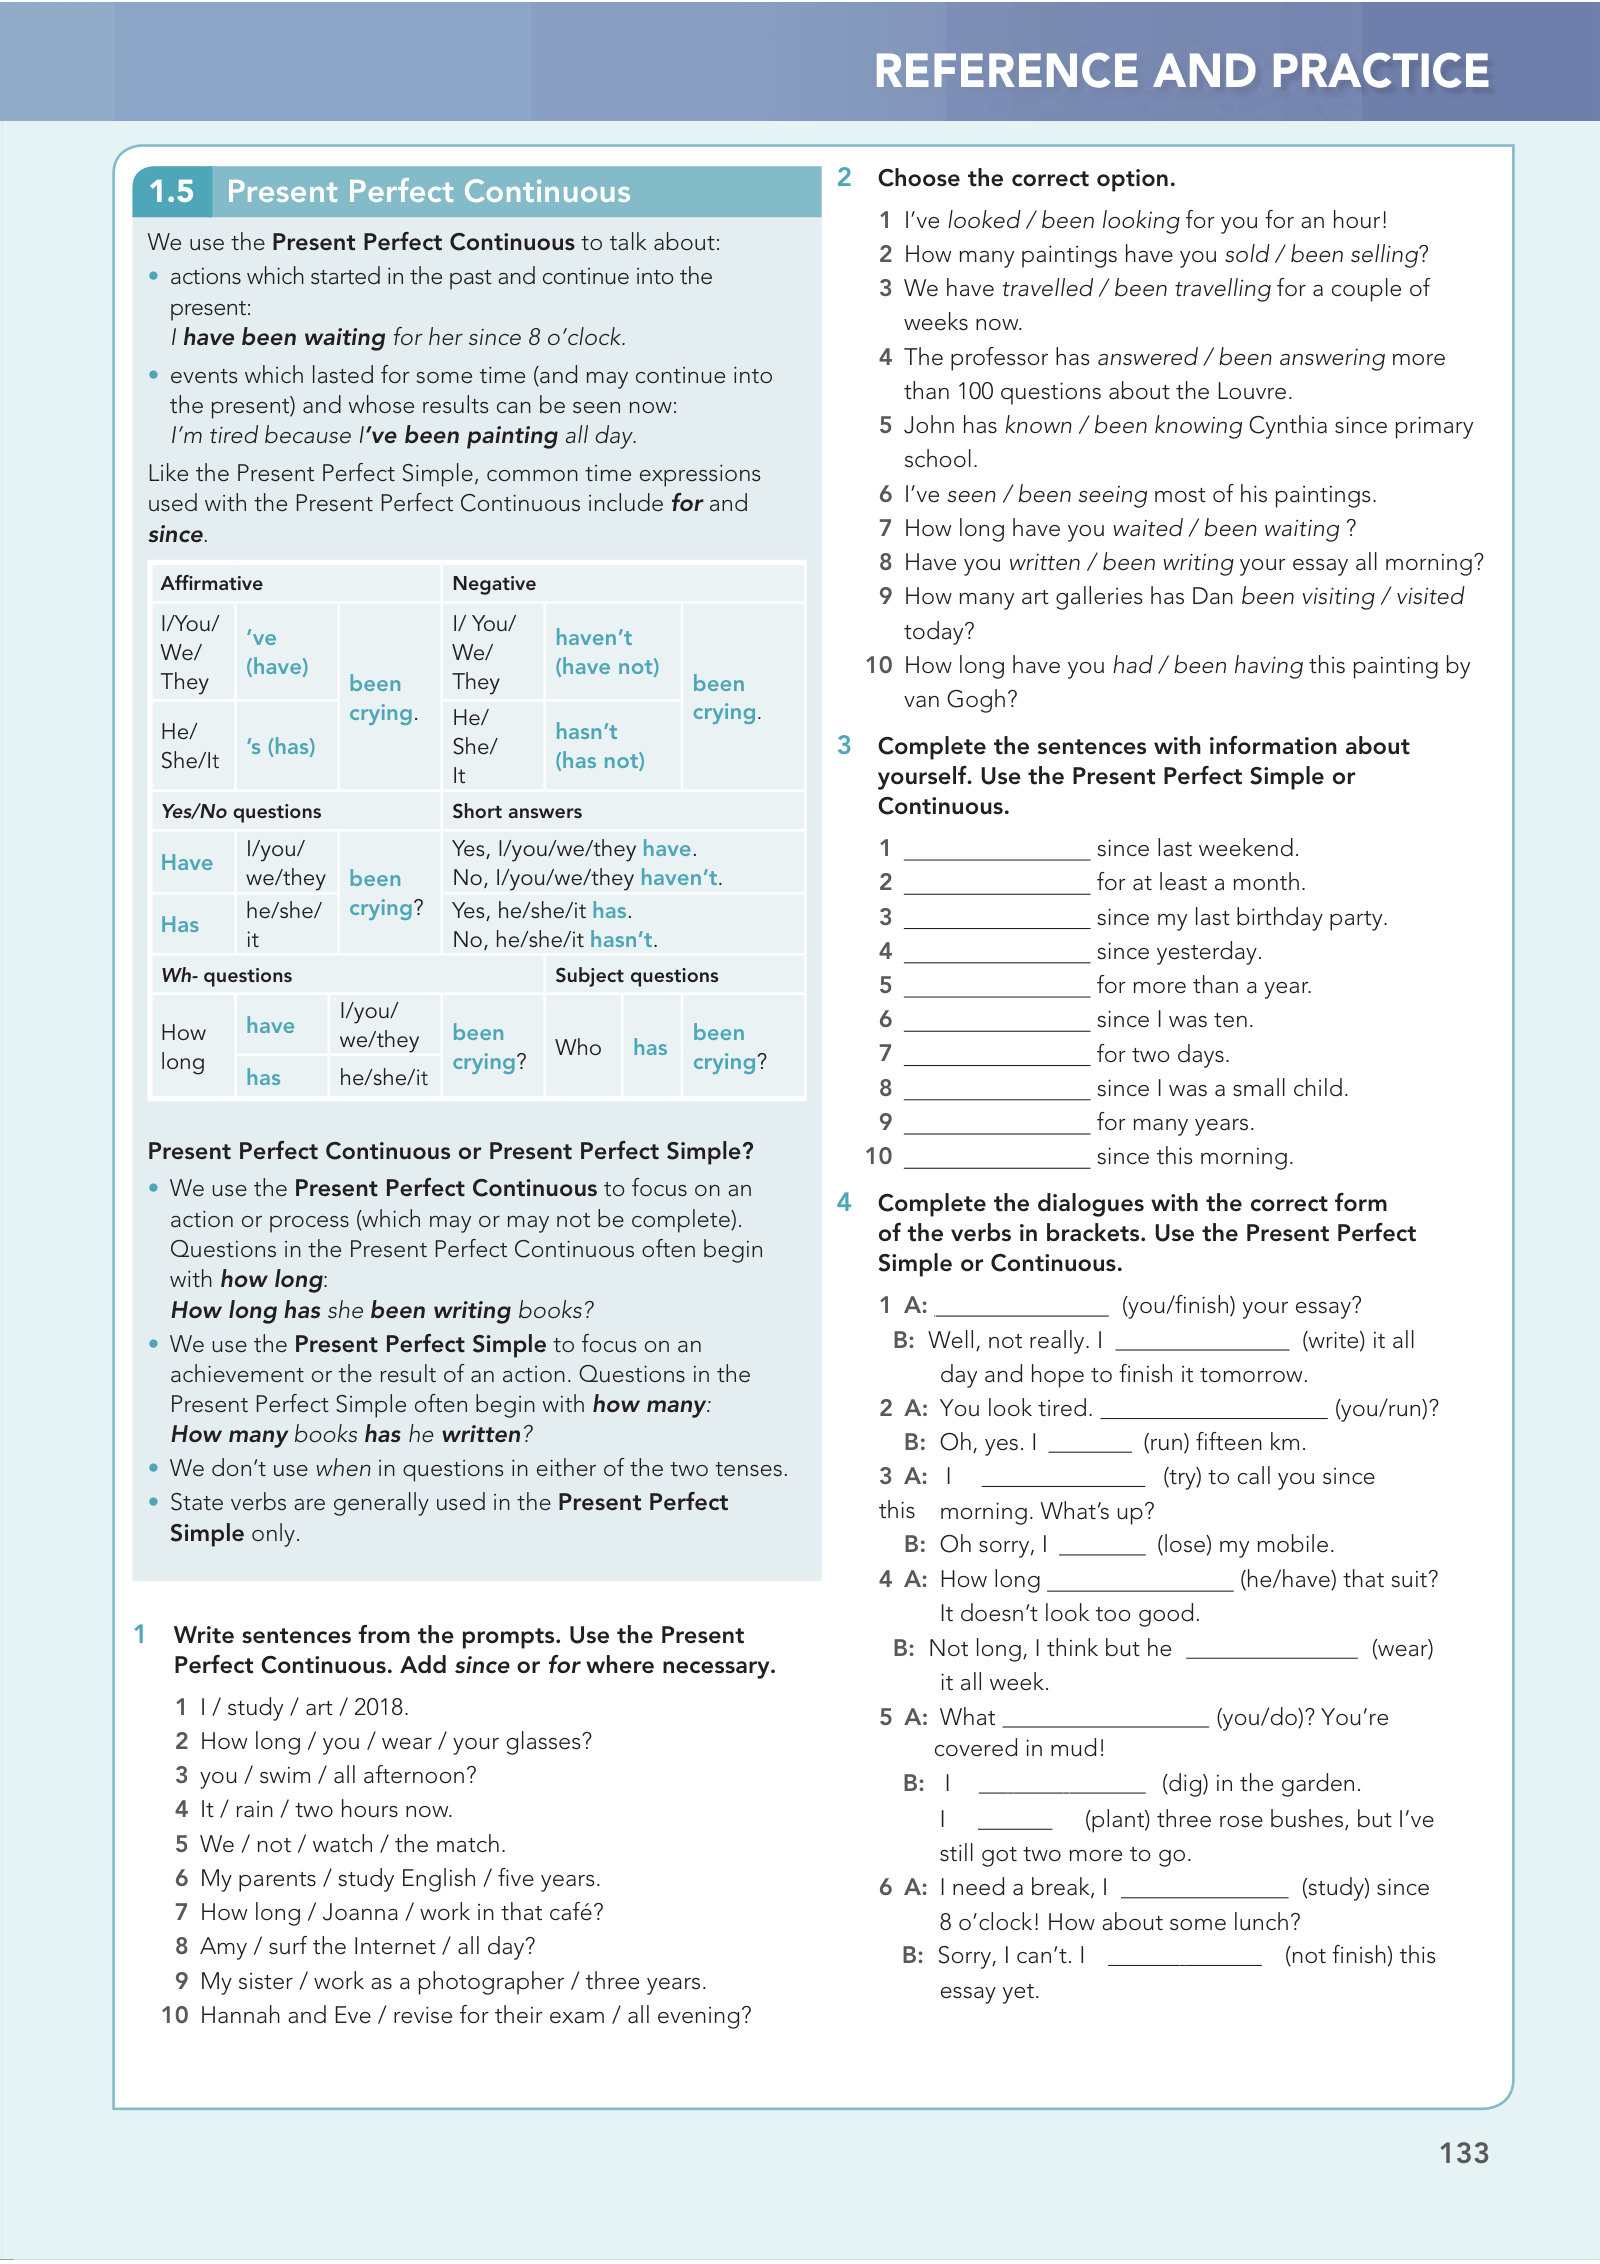 REFERENCE AND PRACTICE
1.5 Present Perfect Continuous
We use the Present Perfect Continuous to talk about:
• actions which started in the past and continue into the
present:
I have been waiting for her since 8 o’clock.
• events which lasted for some time (and may continue into
the present) and whose results can be seen now:
I’m tired because I’ve been painting all day.
Like the Present Perfect Simple, common time expressions
used with the Present Perfect Continuous include for and
since.
Affirmative Negative
I/You/
We/
They
’ve
(have)
been
crying.
I/ You/
We/
They
haven’t
(have not)
been
crying.
He/
She/It
’s (has)
He/
She/
It
hasn’t
(has not)
Yes/No questions Short answers
Have
I/you/
we/they
been
crying?
Yes, I/you/we/they have.
No, I/you/we/they haven’t.
Has
he/she/
it
Yes, he/she/it has.
No, he/she/it hasn’t.
Wh- questions Subject questions
How
long
have
I/you/
we/they
been
crying?
Who
has
been
crying?
has
he/she/it
Present Perfect Continuous or Present Perfect Simple?
• We use the Present Perfect Continuous to focus on an
action or process (which may or may not be complete).
Questions in the Present Perfect Continuous often begin
with how long:
How long has she been writing books?
• We use the Present Perfect Simple to focus on an
achievement or the result of an action. Questions in the
Present Perfect Simple often begin with how many:
How many books has he written?
• We don’t use when in questions in either of the two tenses.
• State verbs are generally used in the Present Perfect
Simple only.
1 Write sentences from the prompts. Use the Present
Perfect Continuous. Add since or for where necessary.
1 I / study / art / 2018.
2 How long / you / wear / your glasses?
3 you / swim / all afternoon?
4 It / rain / two hours now.
5 We / not / watch / the match.
6 My parents / study English / five years.
7 How long / Joanna / work in that café?
8 Amy / surf the Internet / all day?
9 My sister / work as a photographer / three years.
10 Hannah and Eve / revise for their exam / all evening?
2 Choose the correct option.
1 I’ve looked / been looking for you for an hour!
2 How many paintings have you sold / been selling?
3 We have travelled / been travelling for a couple of
weeks now.
4 The professor has answered / been answering more
than 100 questions about the Louvre.
5 John has known / been knowing Cynthia since primary
school.
6 I’ve seen / been seeing most of his paintings.
7 How long have you waited / been waiting ?
8 Have you written / been writing your essay all morning?
9 How many art galleries has Dan been visiting / visited
today?
10 How long have you had / been having this painting by
van Gogh?
3 Complete the sentences with information about
yourself. Use the Present Perfect Simple or
Continuous.
1 _______________ since last weekend.
2 _______________ for at least a month.
3 _______________ since my last birthday party.
4 _______________ since yesterday.
5 _______________ for more than a year.
6 _______________ since I was ten.
7 _______________ for two days.
8 _______________ since I was a small child.
9 _______________ for many years.
10 _______________ since this morning.
4 Complete the dialogues with the correct form
of the verbs in brackets. Use the Present Perfect
Simple or Continuous.
1 A: ______________ (you/finish) your essay?
B: Well, not really. I ______________ (write) it all
day and hope to finish it tomorrow.
2 A: You look tired. __________________ (you/run)?
B: Oh, yes. I _______ (run) fifteen km.
3 A: I _____________ (try) to call you since
this morning. What’s up?
B: Oh sorry, I _______ (lose) my mobile.
4 A: How long _______________ (he/have) that suit?
It doesn’t look too good.
B: Not long, I think but he ______________ (wear)
it all week.
5 A: What _________________ (you/do)? You’re
covered in mud!
B: I ______________ (dig) in the garden.
I ______ (plant) three rose bushes, but I’ve
still got two more to go.
6 A: I need a break, I ______________ (study) since
8 o’clock! How about some lunch?
B: Sorry, I can’t. I _____________ (not finish) this
essay yet.
133